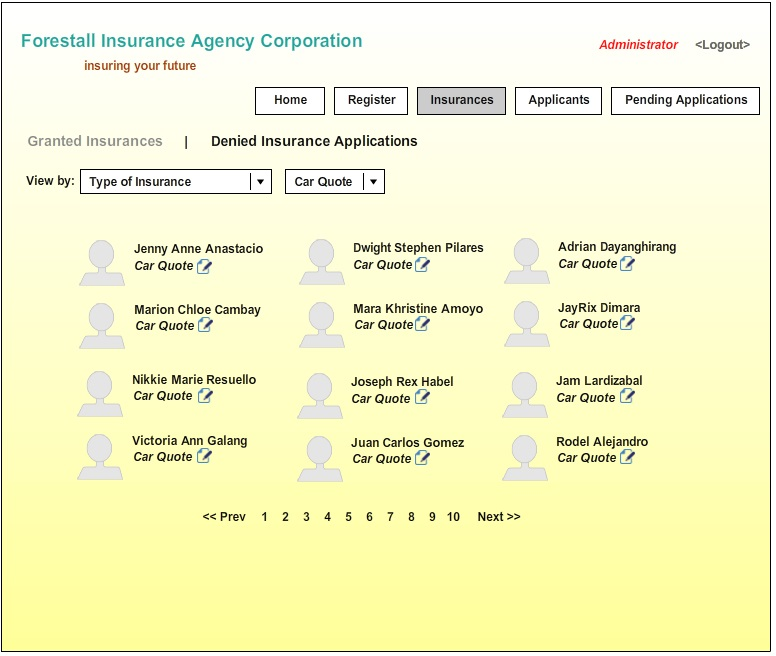 Forestall Insurance Agency Corporation
Administrator <Logout>
insuring your future
Home Register Insurances Applicants Pending Applications
Granted Insurances | Denied Insurance Applications
View by: Type of Insurance Car Quote
Jenny Anne Anastacio Dwight Stephen Pilares Adrian Dayanghirang
Car Quote Car Quote Car Quote
Marion Chloe Cambay Mara Khristine Amoyo JayRix Dimara
Car Quote Car Quote Car Quote
Nikkie Marie Resuello Joseph Rex Habel Jam Lardizabal
Car Quote Car Quote Car Quote
Victoria Ann Galang Juan Carlos Gomez Rodel Alejandro
Car Quote Car Quote Car Quote
<< Prev 1 2 3 4 5 6 7 8 9 10 Next >>